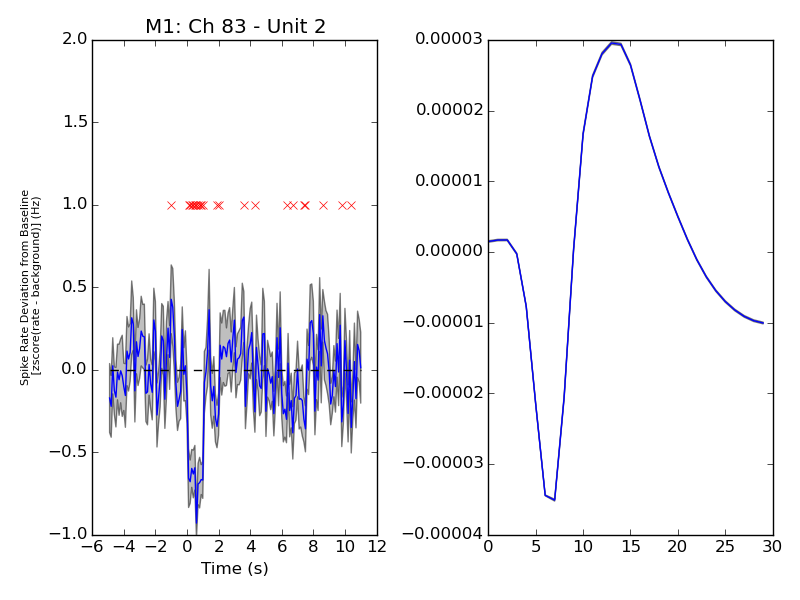 M1: Ch 83 - Unit 2
Spike Rate Deviation from Baseline
[zscore(rate - background)] (Hz)
2.0
1.5
1.0
0.5
0.0
−0.5
−1.0
−6 −4 −2 0 2 4 6 8 10 12
Time (s)
0.00003
0.00002
0.00001
0.00000
−0.00001
−0.00002
−0.00003
−0.00004
0 5 10 15 20 25 30